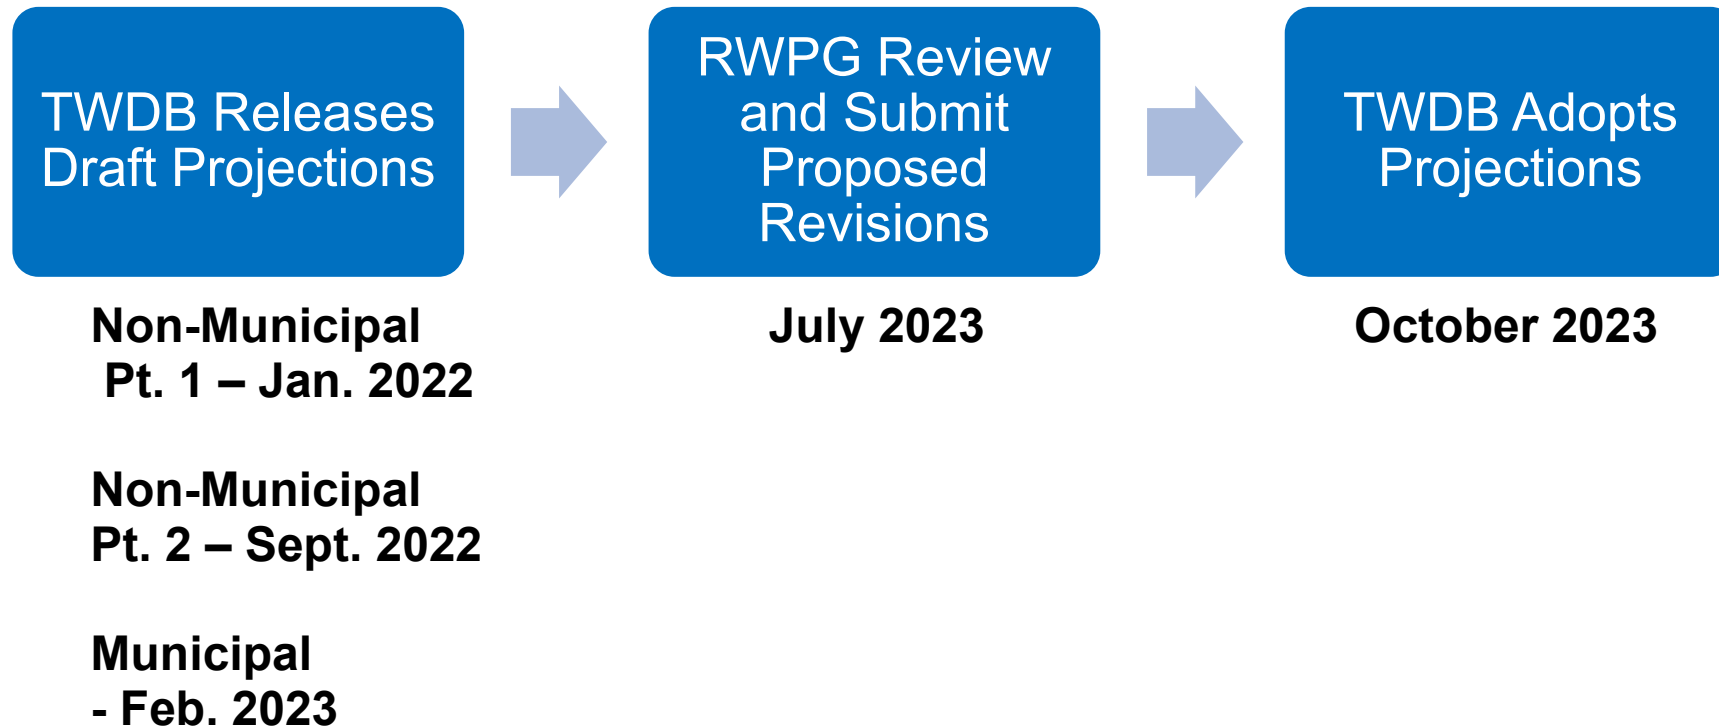 TWDB Releases
Draft Projections
RWPG Review
and Submit
Proposed
Revisions
TWDB Adopts
Projections
Non-Municipal
Pt. 1 – Jan. 2022
Non-Municipal
Pt. 2 – Sept. 2022
Municipal
- Feb. 2023
July 2023
October 2023